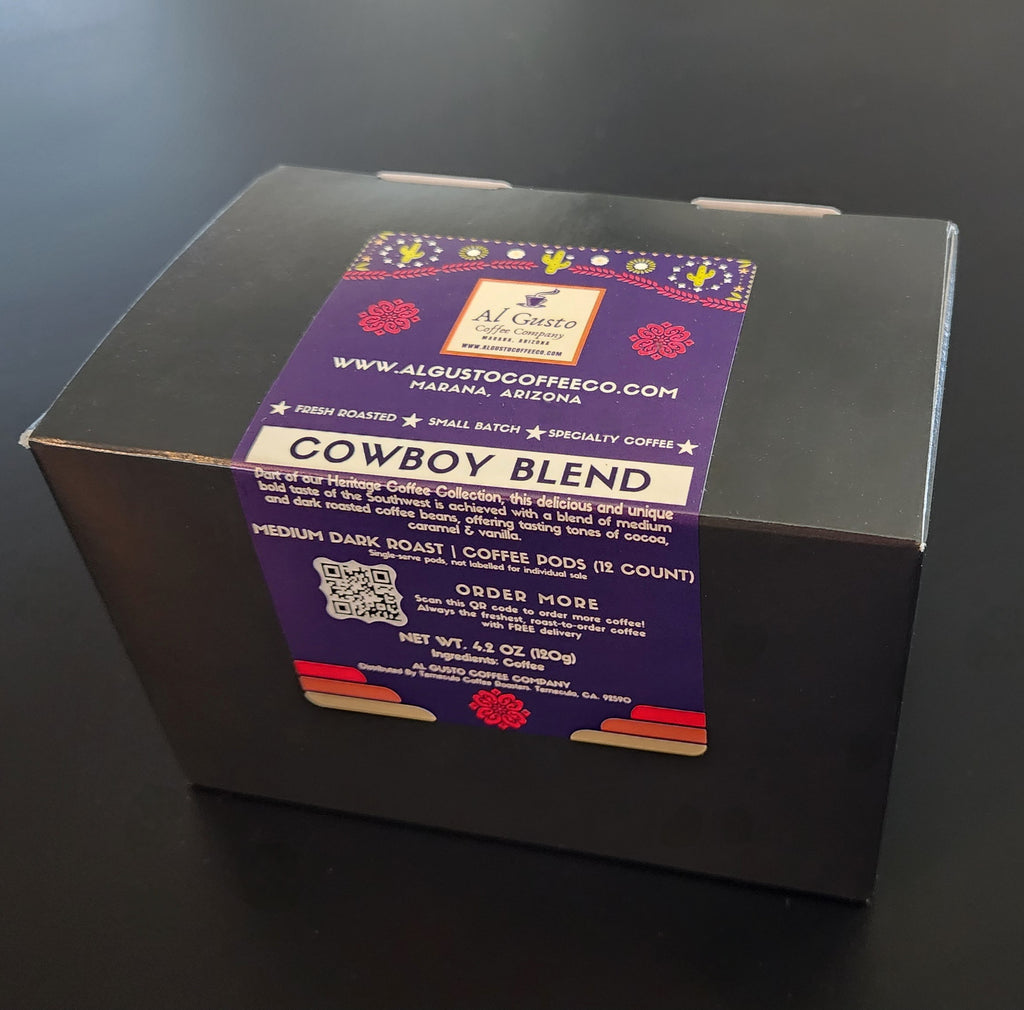 Al Gusto
Coffee Company
MARANA, ARIZONA
WWW.ALGUSTOCOFFEECO.COM
WWW.ALGUSTOCOFFEECO.COM
MARANA, ARIZONA
FRESH ROASTED SMALL BATCH SPECIALTY COFFEE
COWBOY BLEND
Part of our Heritage Coffee Collection, this delicious and unique
bold taste of the Southwest is achieved with a blend of medium
and dark roasted coffee beans, offering tasting tones of cocoa,
caramel & vanilla.
MEDIUM DARK ROAST | COFFEE PODS (12 COUNT)
Single-serve pods, not labelled for individual sale
ORDER MORE
Scan this QR code to order more coffee!
Always the freshest, roast-to-order coffee
with FREE delivery
NET WT. 4.2 OZ (120g)
Ingredients: Coffee
AL GUSTO COFFEE COMPANY
Distributed By Temecula Coffee Roasters. Temecula, CA. 92590